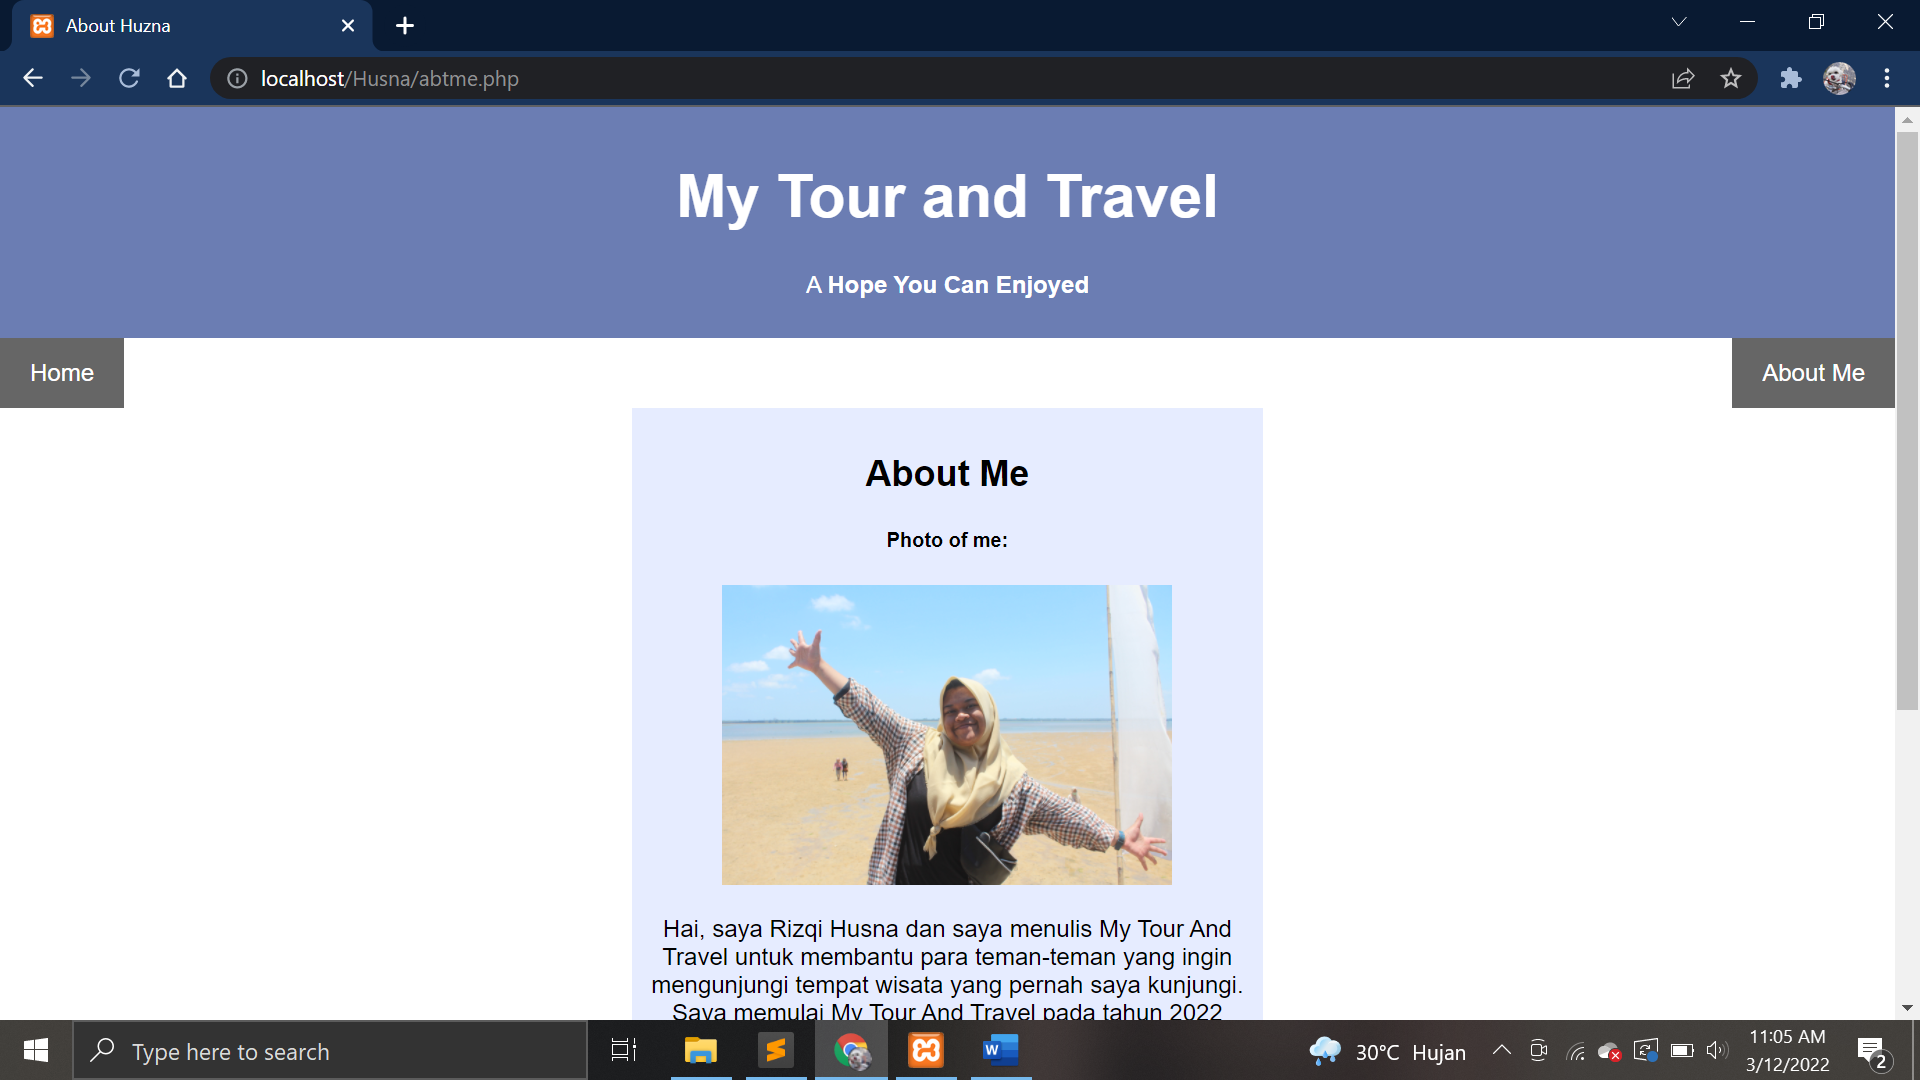 About Huzna
localhost/Husna/abtme.php
My Tour and Travel
A Hope You Can Enjoyed
Home
About Me
About Me
Photo of me:
Hai, saya Rizqi Husna dan saya menulis My Tour And
Travel untuk membantu para teman-teman yang ingin
mengunjungi tempat wisata yang pernah saya kunjungi.
Saya memulai My Tour And Travel pada tahun 2022
Type here to search
W
30°C Hujan
11:05 AM
3/12/2022
2